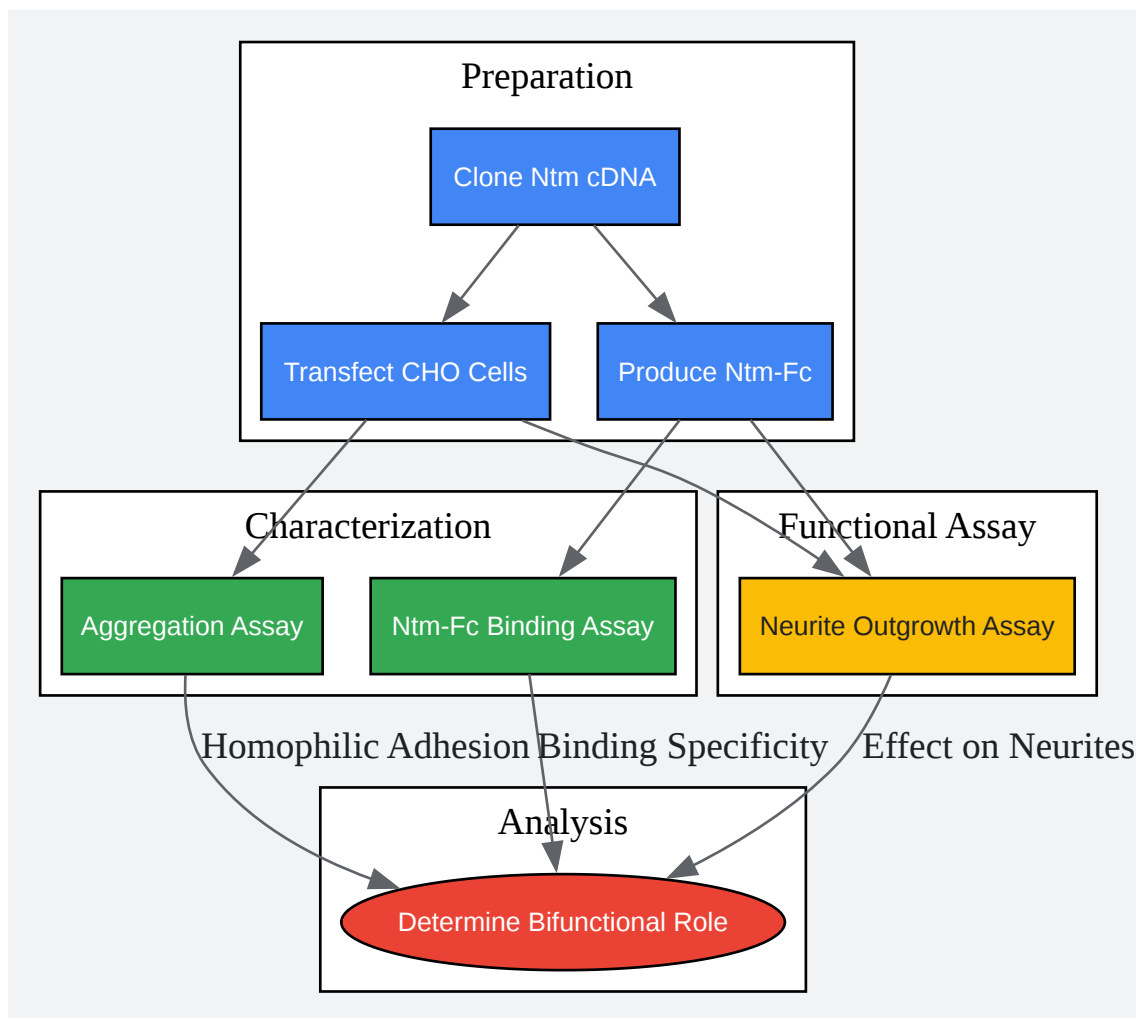 Preparation
Clone Ntm cDNA
Transfect CHO Cells
Produce Ntm-Fc
Characterization
Functional Assay
Aggregation Assay
Ntm-Fc Binding Assay
Neurite Outgrowth Assay
Homophilic Adhesion
Binding Specificity
Effect on Neurites
Analysis
Determine Bifunctional Role